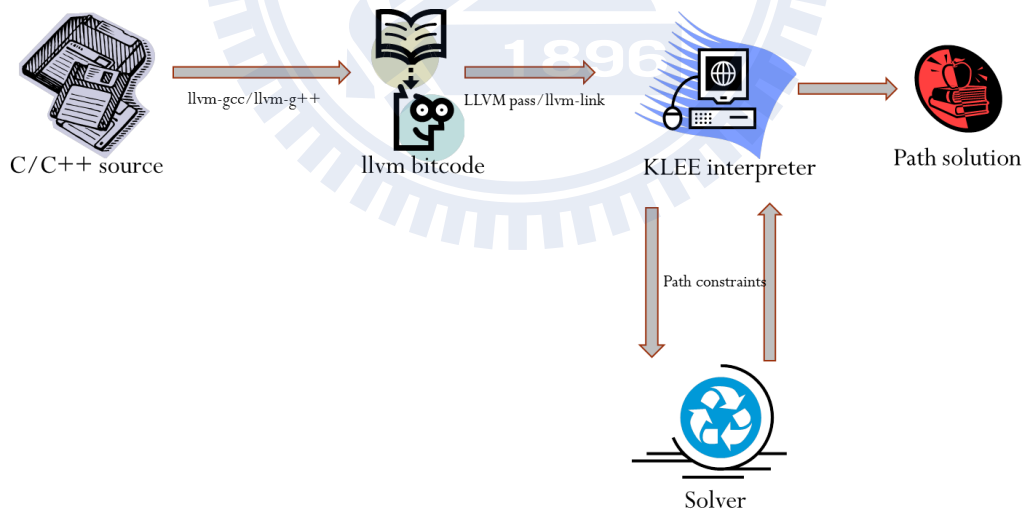 1896
llvm-gcc/llvm-g++
LLVM pass/llvm-link
C/C++ source
llvm bitcode
KLEE interpreter
Path solution
Path constraints
Solver